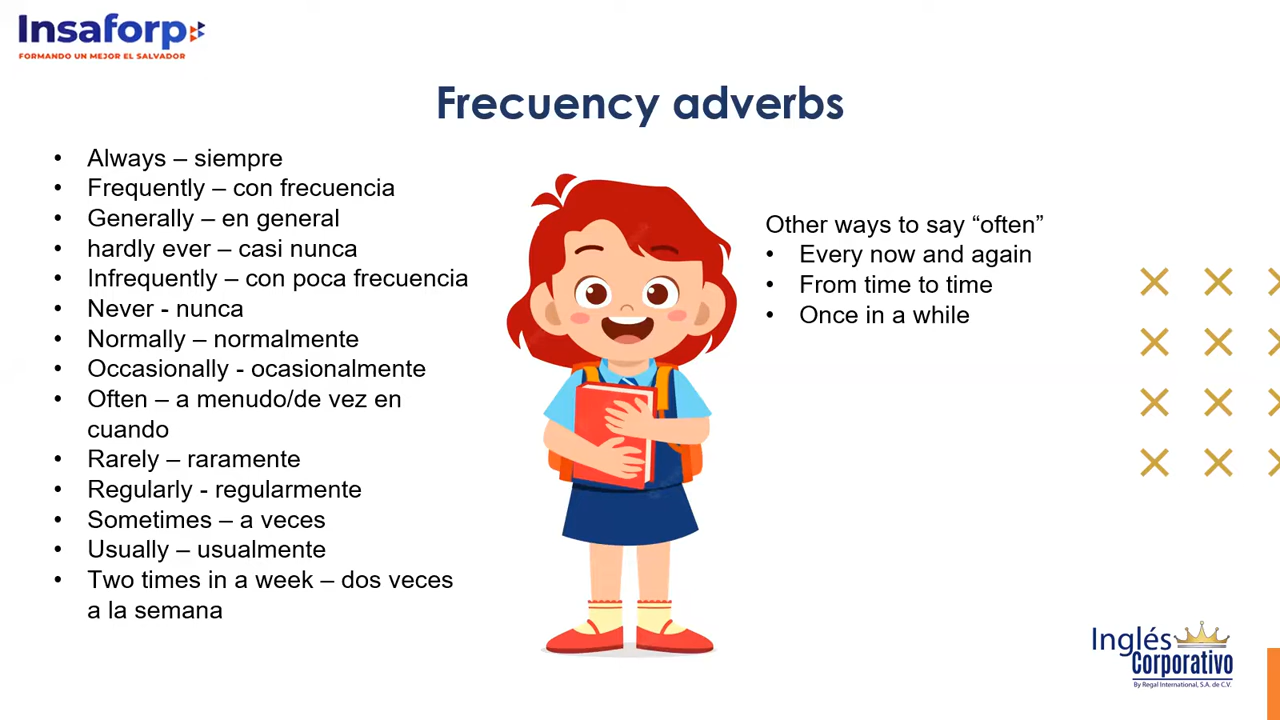 Insaforp
FORMANDO UN MEJOR EL SALVADOR
Frecuency adverbs
• Always – siempre
• Frequently – con frecuencia
• Generally – en general
• hardly ever – casi nunca
• Infrequently – con poca frecuencia
• Never - nunca
• Normally – normalmente
• Occasionally - ocasionalmente
• Often – a menudo/de vez en
cuando
• Rarely – raramente
• Regularly - regularmente
• Sometimes – a veces
• Usually – usualmente
• Two times in a week – dos veces
a la semana
Other ways to say “often”
• Every now and again
• From time to time
• Once in a while
Inglés
Corporativo
By Regal International, S.A. de C.V.